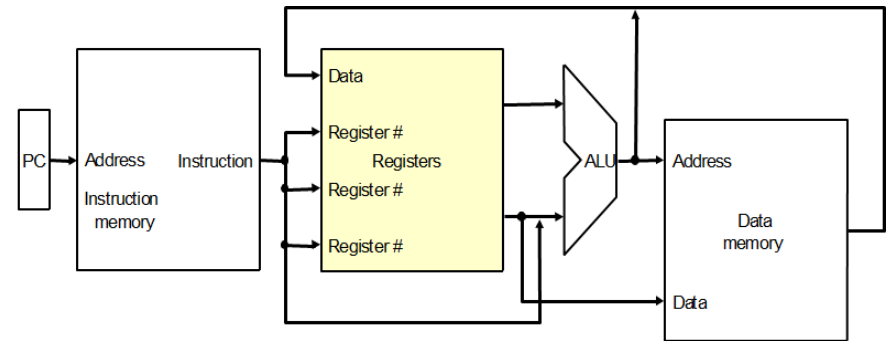 PC
Address
Instruction
Instruction
memory
Data
Register #
Registers
Register #
Register #
ALU
Address
Data
memory
Data